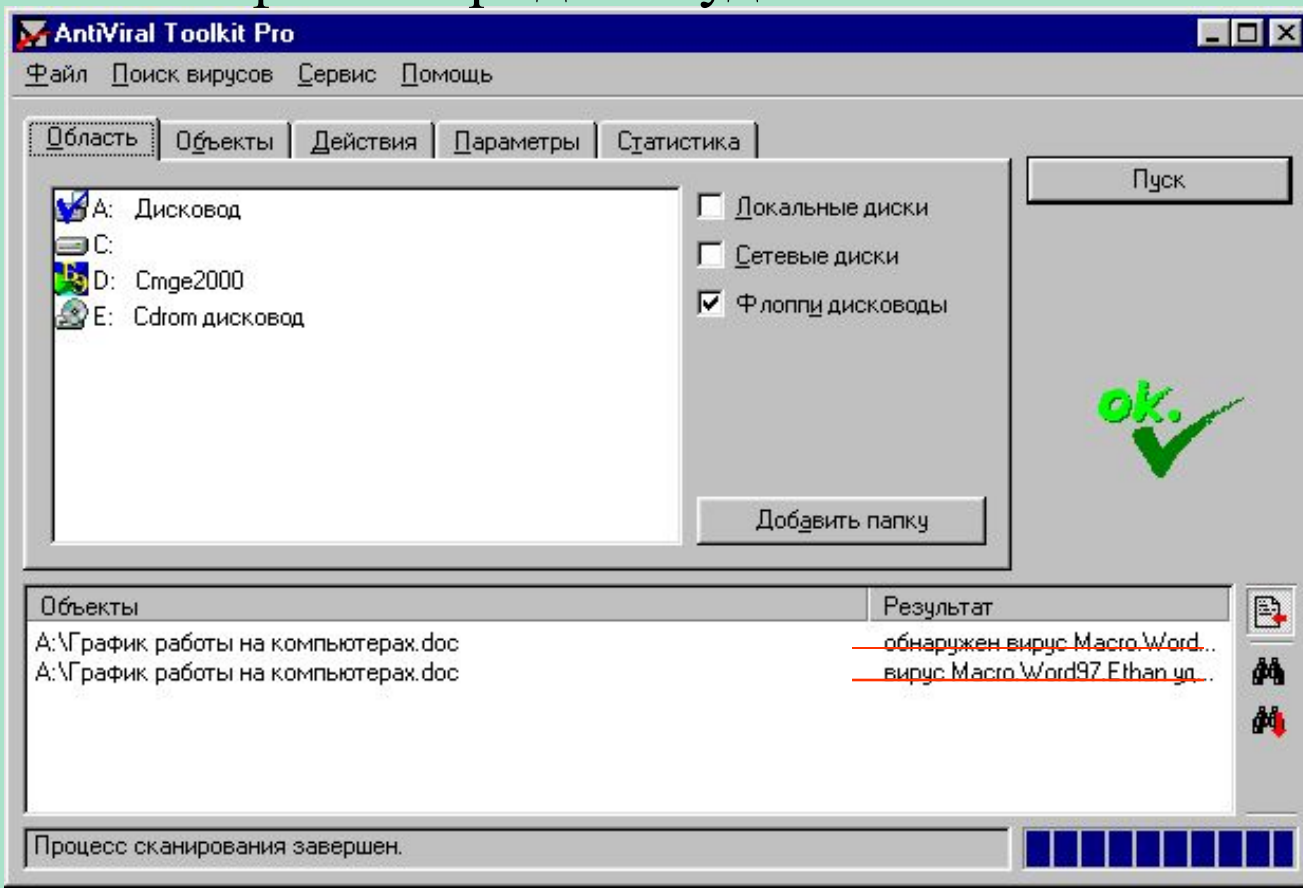 AntiViral Toolkit Pro
Файл Поиск вирусов Сервис Помощь
Область Объекты Действия Параметры Статистика
Пуск
A: Дисковод
C:
D: Cmge2000
E: Cdrom дисковод
Локальные диски
Сетевые диски
Флоппи дисководы
ok.
Добавить папку
Объекты Результат
A:\График работы на компьютерах.doc обнаружен вирус Macro.Word...
A:\График работы на компьютерах.doc вирус Macro.Word97.Ethan уд...
Процесс сканирования завершен.